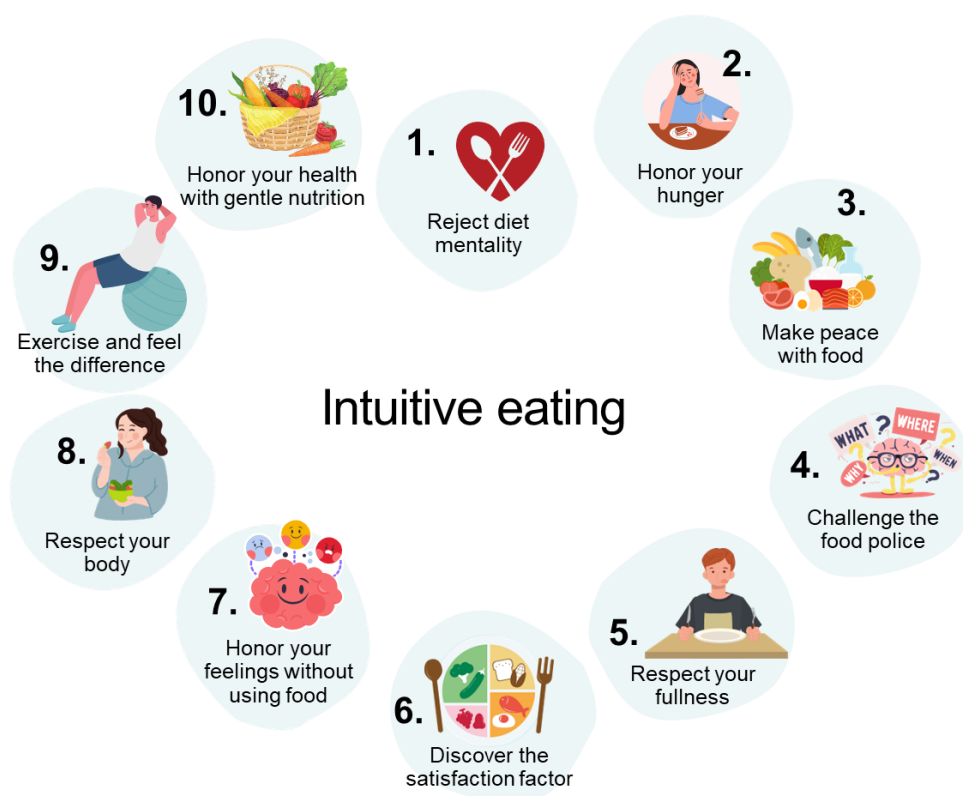 1.
Reject diet
mentality
2.
Honor your
hunger
3.
Make peace
with food
4.
WHAT
?
WHERE
?
WHEN
WHY
?
Challenge the
food police
5.
Respect your
fullness
6.
Discover the
satisfaction factor
7.
Honor your
feelings without
using food
8.
Respect your
body
9.
Exercise and feel
the difference
10.
Honor your health
with gentle nutrition
Intuitive eating